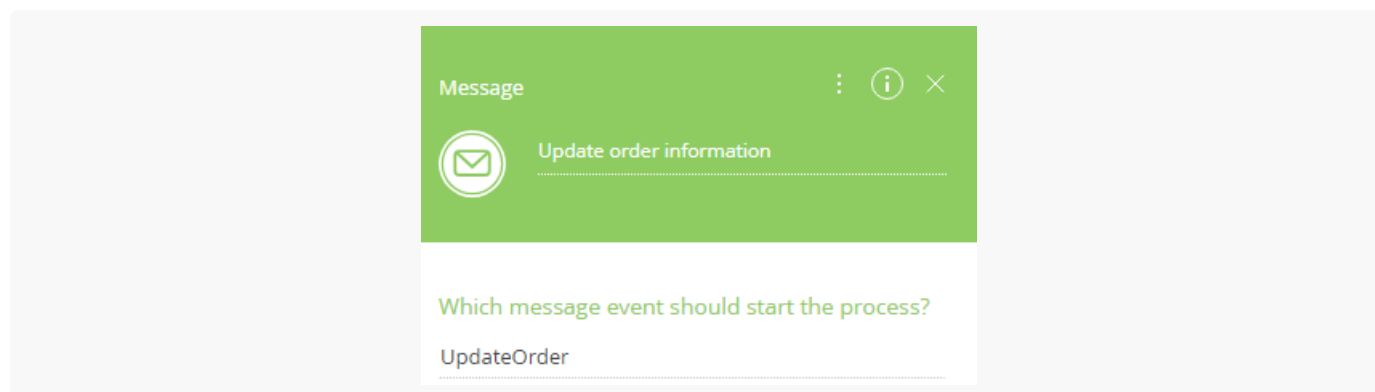 Message
Update order information
Which message event should start the process?
UpdateOrder